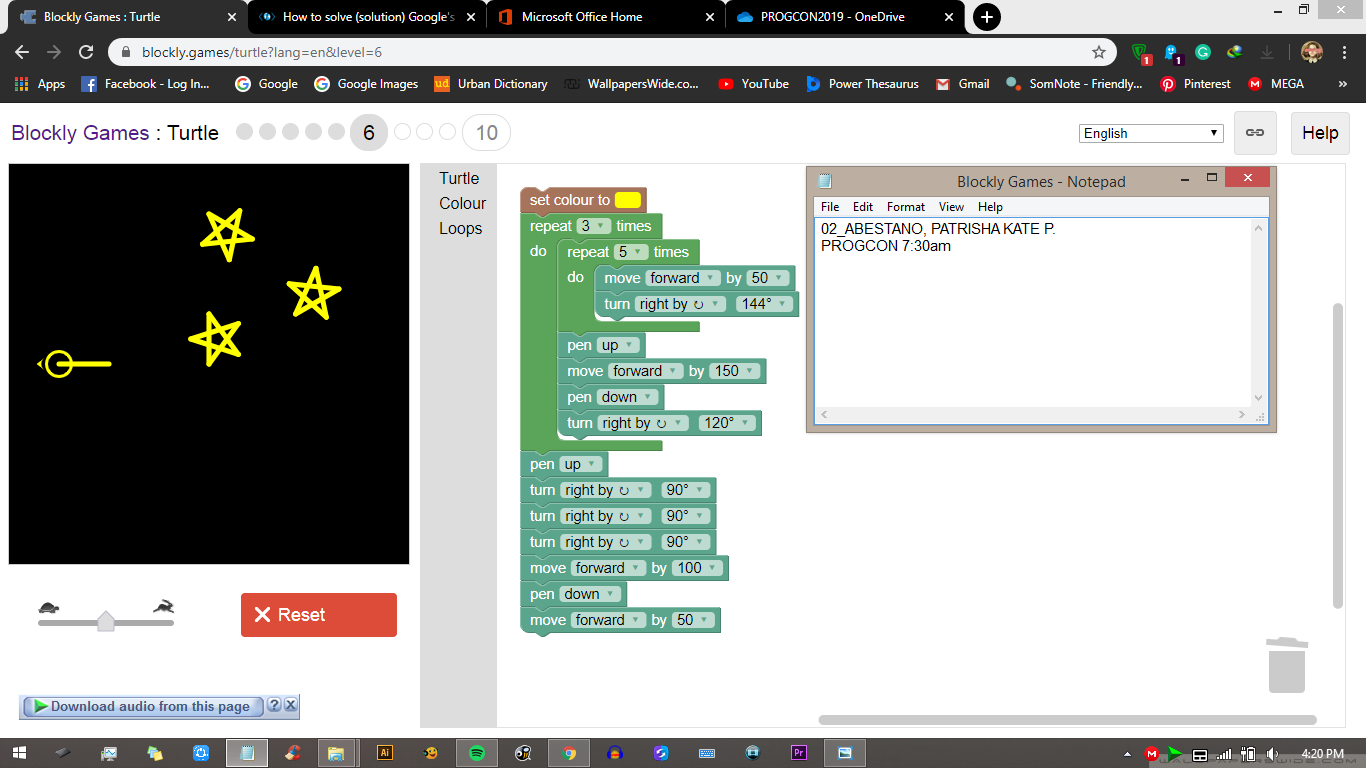 Blockly Games : Turtle
How to solve (solution) Google's
Microsoft Office Home
PROGCON2019 - OneDrive
blockly.games/turtle?lang=en&level=6
1
1
Apps
Facebook - Log In...
Google
Google Images
ud
Urban Dictionary
WallpapersWide.co...
YouTube
Power Thesaurus
Gmail
SomNote - Friendly...
Pinterest
MEGA
»
Blockly Games : Turtle
6
10
English
Help
Turtle
Colour
Loops
set colour to
repeat 3 times
do repeat 5 times
do move forward by 50
turn right by ↻ 144°
pen up
move forward by 150
pen down
turn right by ↻ 120°
pen up
turn right by ↻ 90°
turn right by ↻ 90°
turn right by ↻ 90°
move forward by 100
pen down
move forward by 50
Blockly Games - Notepad
File Edit Format View Help
02_ABESTANO, PATRISHA KATE P.
PROGCON 7:30am
Reset
Download audio from this page ? X
Ai
Pr
4:20 PM